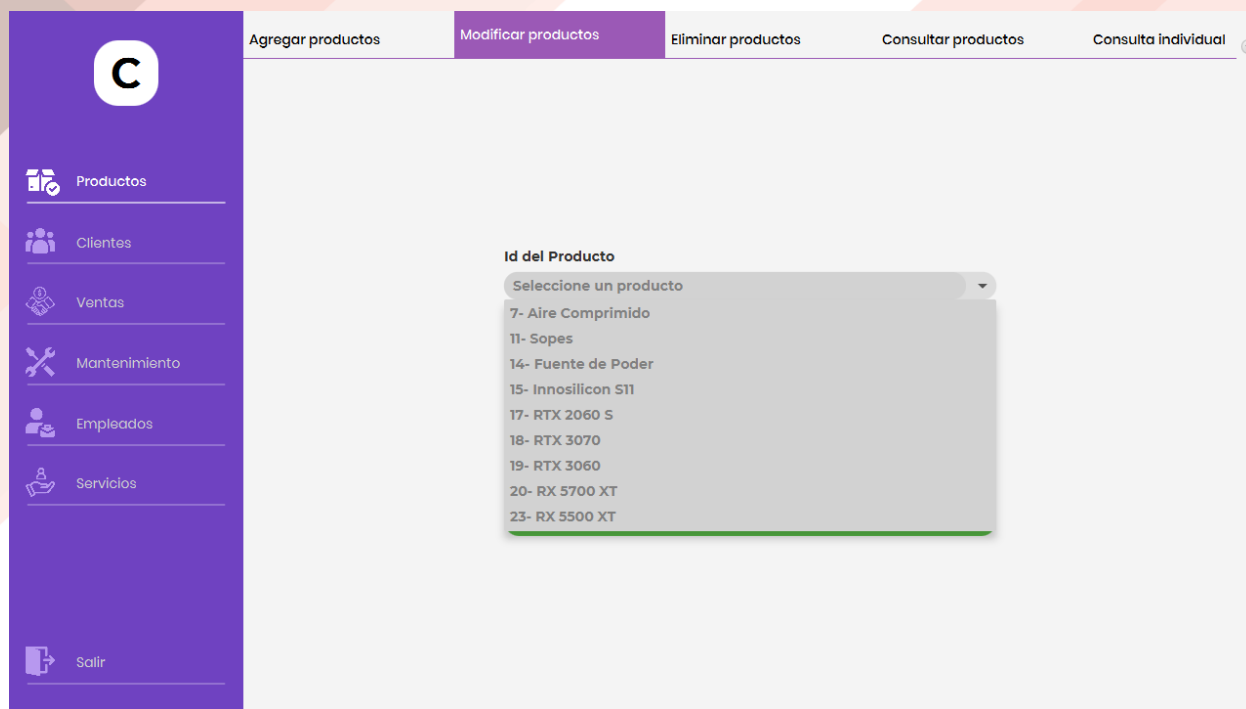 C
Agregar productos
Modificar productos
Eliminar productos
Consultar productos
Consulta individual
Productos
Clientes
Ventas
Mantenimiento
Empleados
Servicios
Salir
Id del Producto
Seleccione un producto
7- Aire Comprimido
11- Sopes
14- Fuente de Poder
15- Innosilicon S11
17- RTX 2060 S
18- RTX 3070
19- RTX 3060
20- RX 5700 XT
23- RX 5500 XT